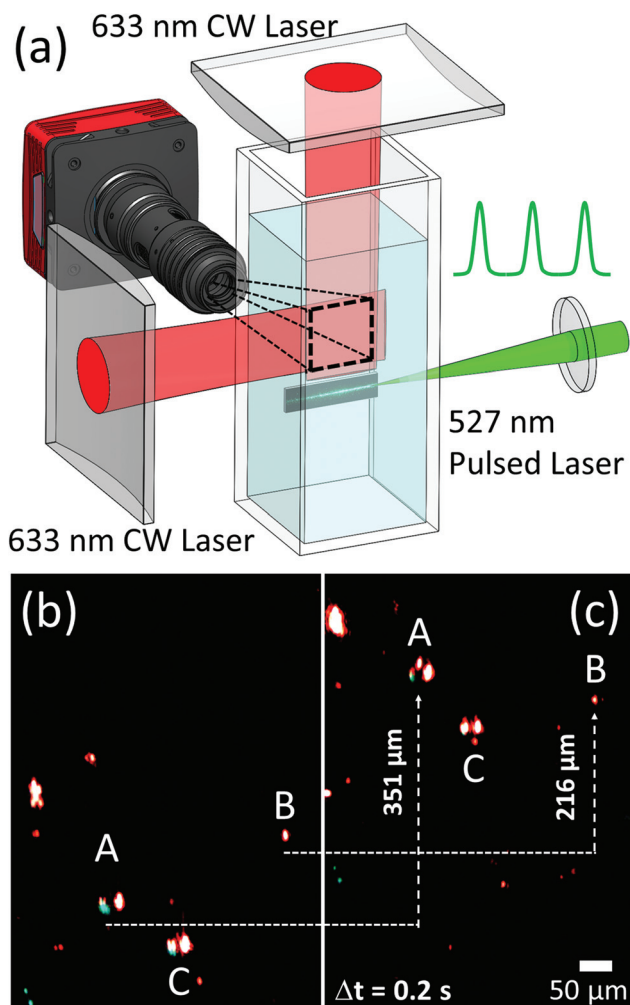 633 nm CW Laser
(a)
527 nm
Pulsed Laser
633 nm CW Laser
(b)
(c)
A
B
C
A
B
C
351 µm
216 µm
Δt = 0.2 s
50 µm